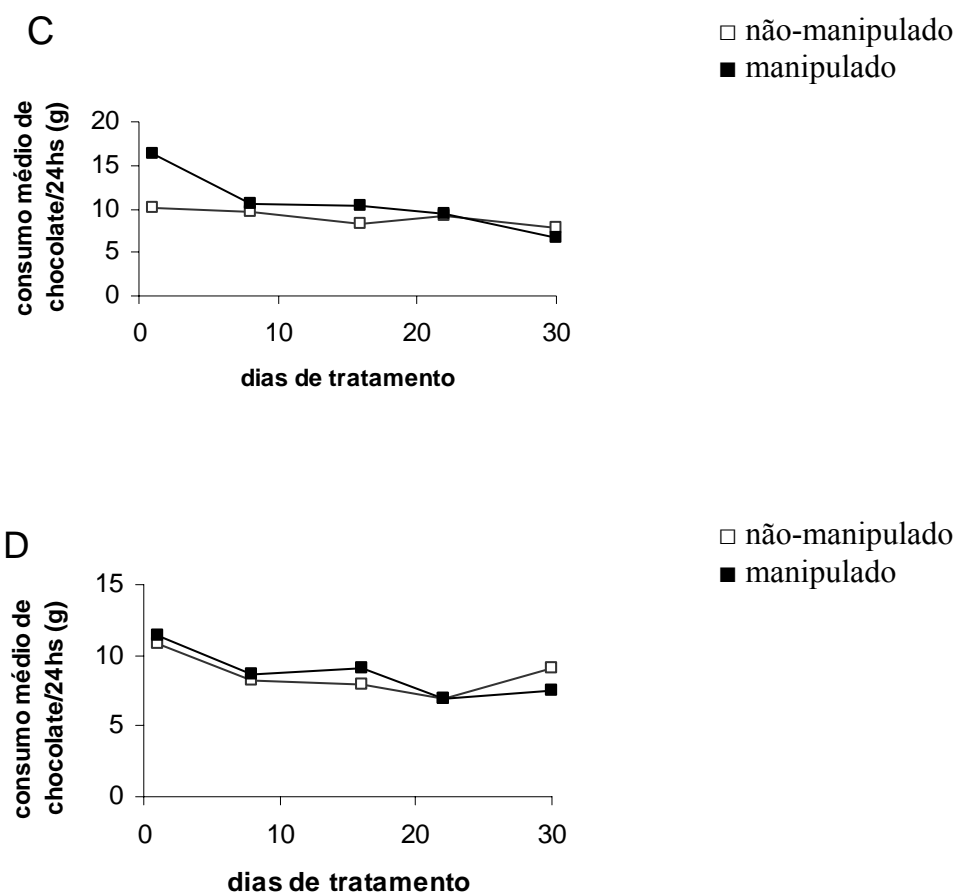 C
□ não-manipulado
■ manipulado
consumo médio de
chocolate/24hs (g)
20
15
10
5
0
0 10 20 30
dias de tratamento
D
□ não-manipulado
■ manipulado
consumo médio de
chocolate/24hs (g)
15
10
5
0
0 10 20 30
dias de tratamento